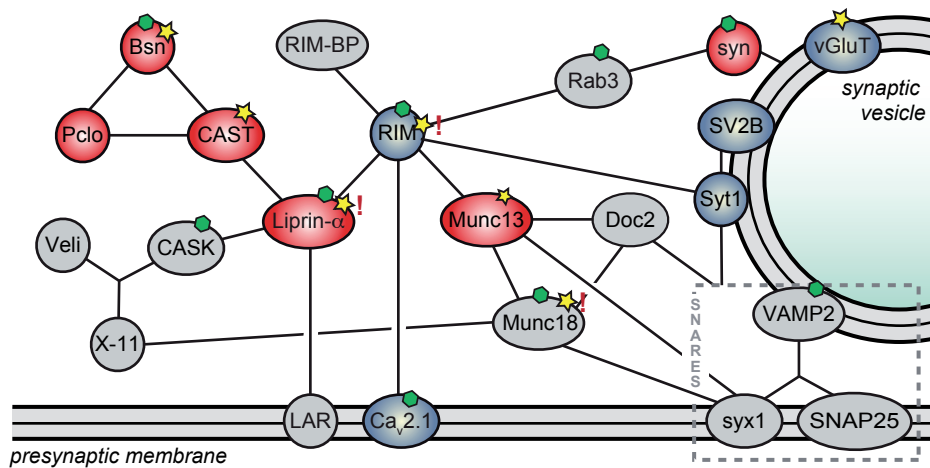 Bsn
RIM-BP
syn
vGluT
Rab3
synaptic
vesicle
Pclo
CAST
RIM
!
SV2B
Syt1
Liprin-α
!
Munc13
Doc2
Veli
CASK
SNARES
VAMP2
Munc18
!
X-11
LAR
Cav2.1
syx1
SNAP25
presynaptic membrane